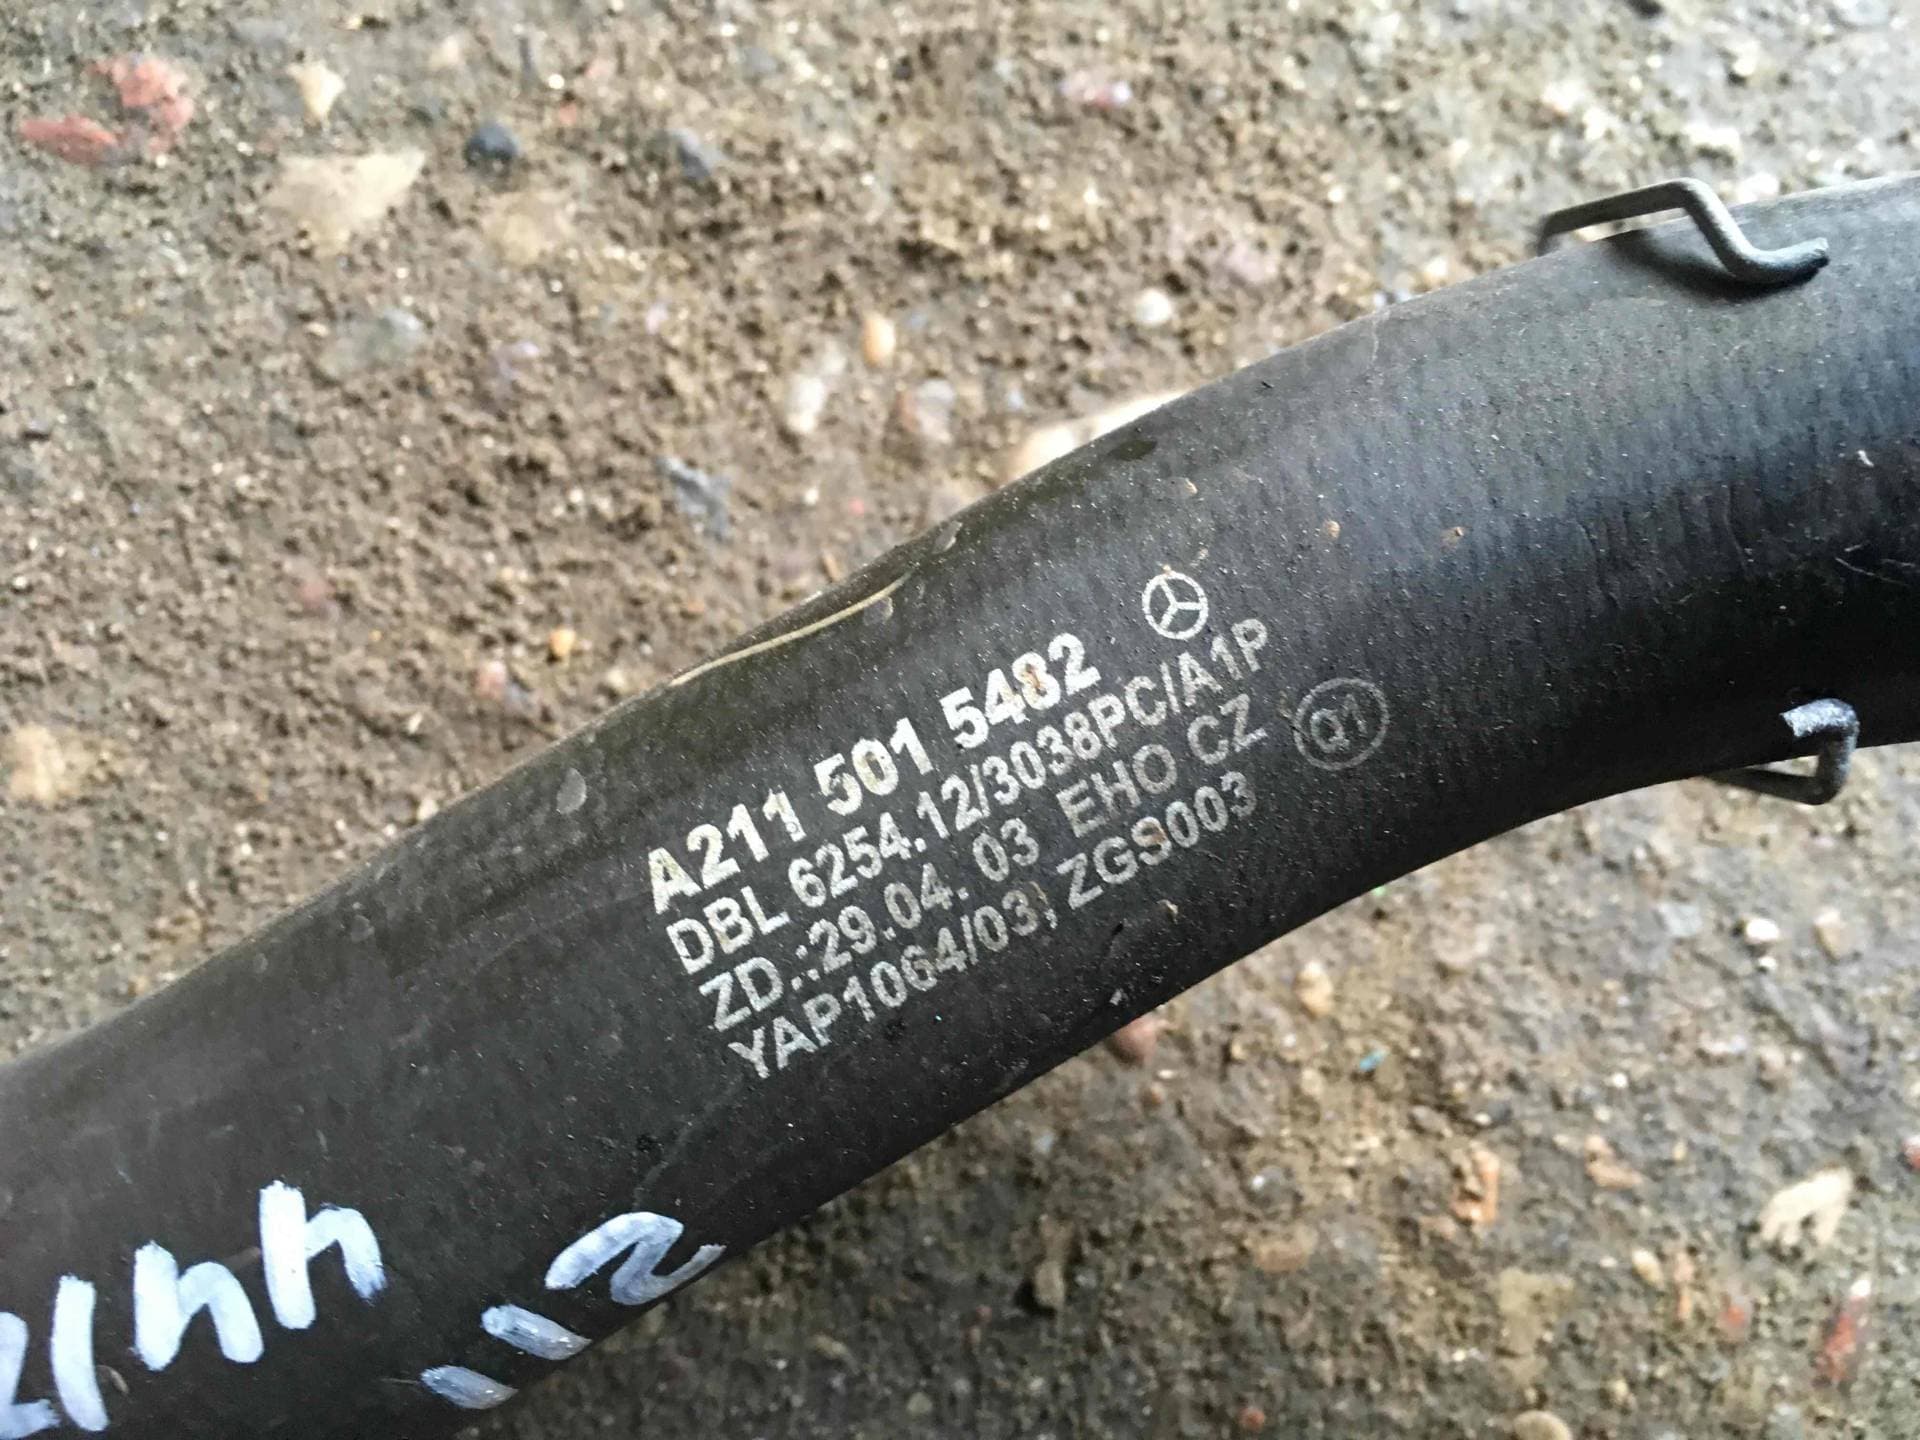 A211 501 5482
DBL 6254.12/3038PC/A1P
ZD.:29.04. 03 EHO CZ
YAP1064/03, ZGS003
Q1